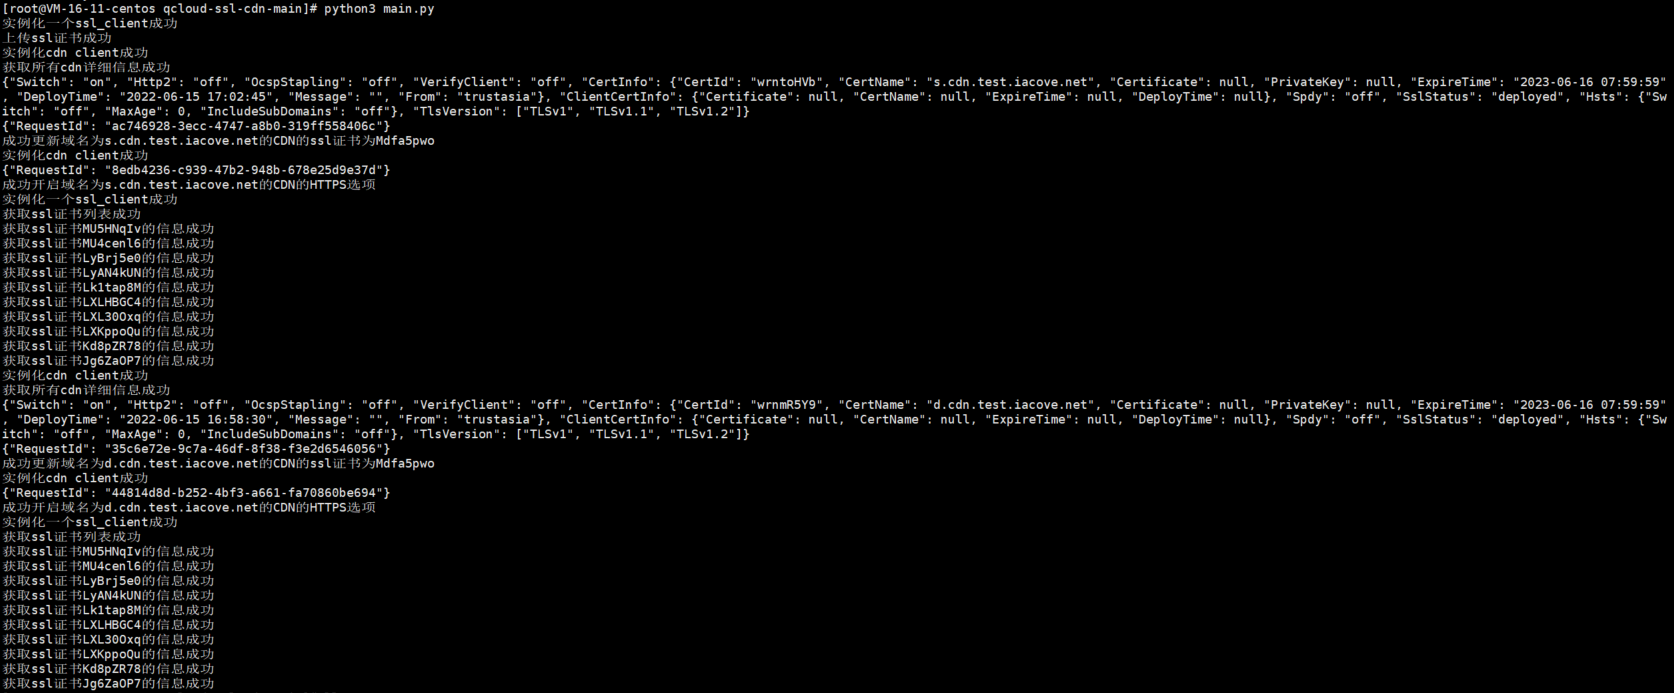 [root@VM-16-11-centos qcloud-ssl-cdn-main]# python3 main.py
实例化一个ssl_client成功
上传ssl证书成功
实例化cdn client成功
获取所有cdn详细信息成功
{"Switch": "on", "Http2": "off", "OcspStapling": "off", "VerifyClient": "off", "CertInfo": {"CertId": "wrntoHVb", "CertName": "s.cdn.test.iacove.net", "Certificate": null, "PrivateKey": null, "ExpireTime": "2023-06-16 07:59:59"
, "DeployTime": "2022-06-15 17:02:45", "Message": "", "From": "trustasia"}, "ClientCertInfo": {"Certificate": null, "CertName": null, "ExpireTime": null, "DeployTime": null}, "Spdy": "off", "SslStatus": "deployed", "Hsts": {"Sw
itch": "off", "MaxAge": 0, "IncludeSubDomains": "off"}, "TlsVersion": ["TLSv1", "TLSv1.1", "TLSv1.2"]}
{"RequestId": "ac746928-3ecc-4747-a8b0-319ff558406c"}
成功更新域名为s.cdn.test.iacove.net的CDN的ssl证书为Mdfa5pwo
实例化cdn client成功
{"RequestId": "8edb4236-c939-47b2-948b-678e25d9e37d"}
成功开启域名为s.cdn.test.iacove.net的CDN的HTTPS选项
实例化一个ssl_client成功
获取ssl证书列表成功
获取ssl证书MU5HNqIv的信息成功
获取ssl证书MU4cenl6的信息成功
获取ssl证书LyBrj5e0的信息成功
获取ssl证书LyAN4kUN的信息成功
获取ssl证书Lk1tap8M的信息成功
获取ssl证书LXLHBGC4的信息成功
获取ssl证书LXL30Oxq的信息成功
获取ssl证书LXKppoQu的信息成功
获取ssl证书Kd8pZR78的信息成功
获取ssl证书Jg6ZaOP7的信息成功
实例化cdn client成功
获取所有cdn详细信息成功
{"Switch": "on", "Http2": "off", "OcspStapling": "off", "VerifyClient": "off", "CertInfo": {"CertId": "wrnmR5Y9", "CertName": "d.cdn.test.iacove.net", "Certificate": null, "PrivateKey": null, "ExpireTime": "2023-06-16 07:59:59"
, "DeployTime": "2022-06-15 16:58:30", "Message": "", "From": "trustasia"}, "ClientCertInfo": {"Certificate": null, "CertName": null, "ExpireTime": null, "DeployTime": null}, "Spdy": "off", "SslStatus": "deployed", "Hsts": {"Sw
itch": "off", "MaxAge": 0, "IncludeSubDomains": "off"}, "TlsVersion": ["TLSv1", "TLSv1.1", "TLSv1.2"]}
{"RequestId": "35c6e72e-9c7a-46df-8f38-f3e2d6546056"}
成功更新域名为d.cdn.test.iacove.net的CDN的ssl证书为Mdfa5pwo
实例化cdn client成功
{"RequestId": "44814d8d-b252-4bf3-a661-fa70860be694"}
成功开启域名为d.cdn.test.iacove.net的CDN的HTTPS选项
实例化一个ssl_client成功
获取ssl证书列表成功
获取ssl证书MU5HNqIv的信息成功
获取ssl证书MU4cenl6的信息成功
获取ssl证书LyBrj5e0的信息成功
获取ssl证书LyAN4kUN的信息成功
获取ssl证书Lk1tap8M的信息成功
获取ssl证书LXLHBGC4的信息成功
获取ssl证书LXL30Oxq的信息成功
获取ssl证书LXKppoQu的信息成功
获取ssl证书Kd8pZR78的信息成功
获取ssl证书Jg6ZaOP7的信息成功